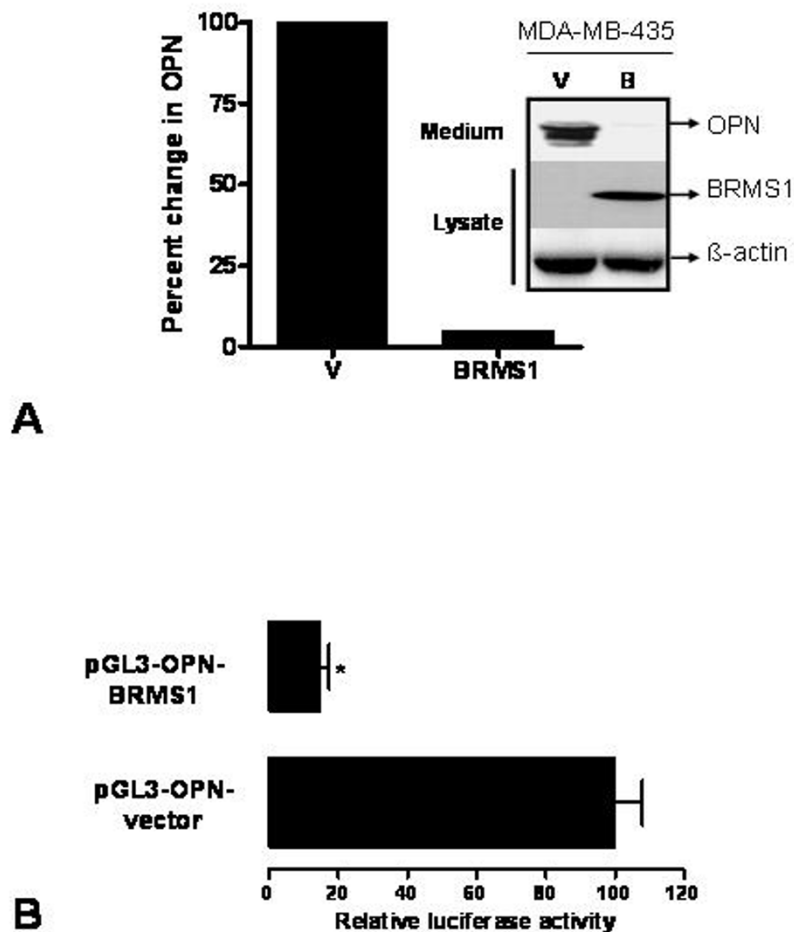 Percent change in OPN
100
75
50
25
0
V
BRMS1
MDA-MB-435
V B
Medium
Lysate
OPN
BRMS1
ß-actin
A
pGL3-OPN-
BRMS1
*
pGL3-OPN-
vector
0 20 40 60 80 100 120
Relative luciferase activity
B